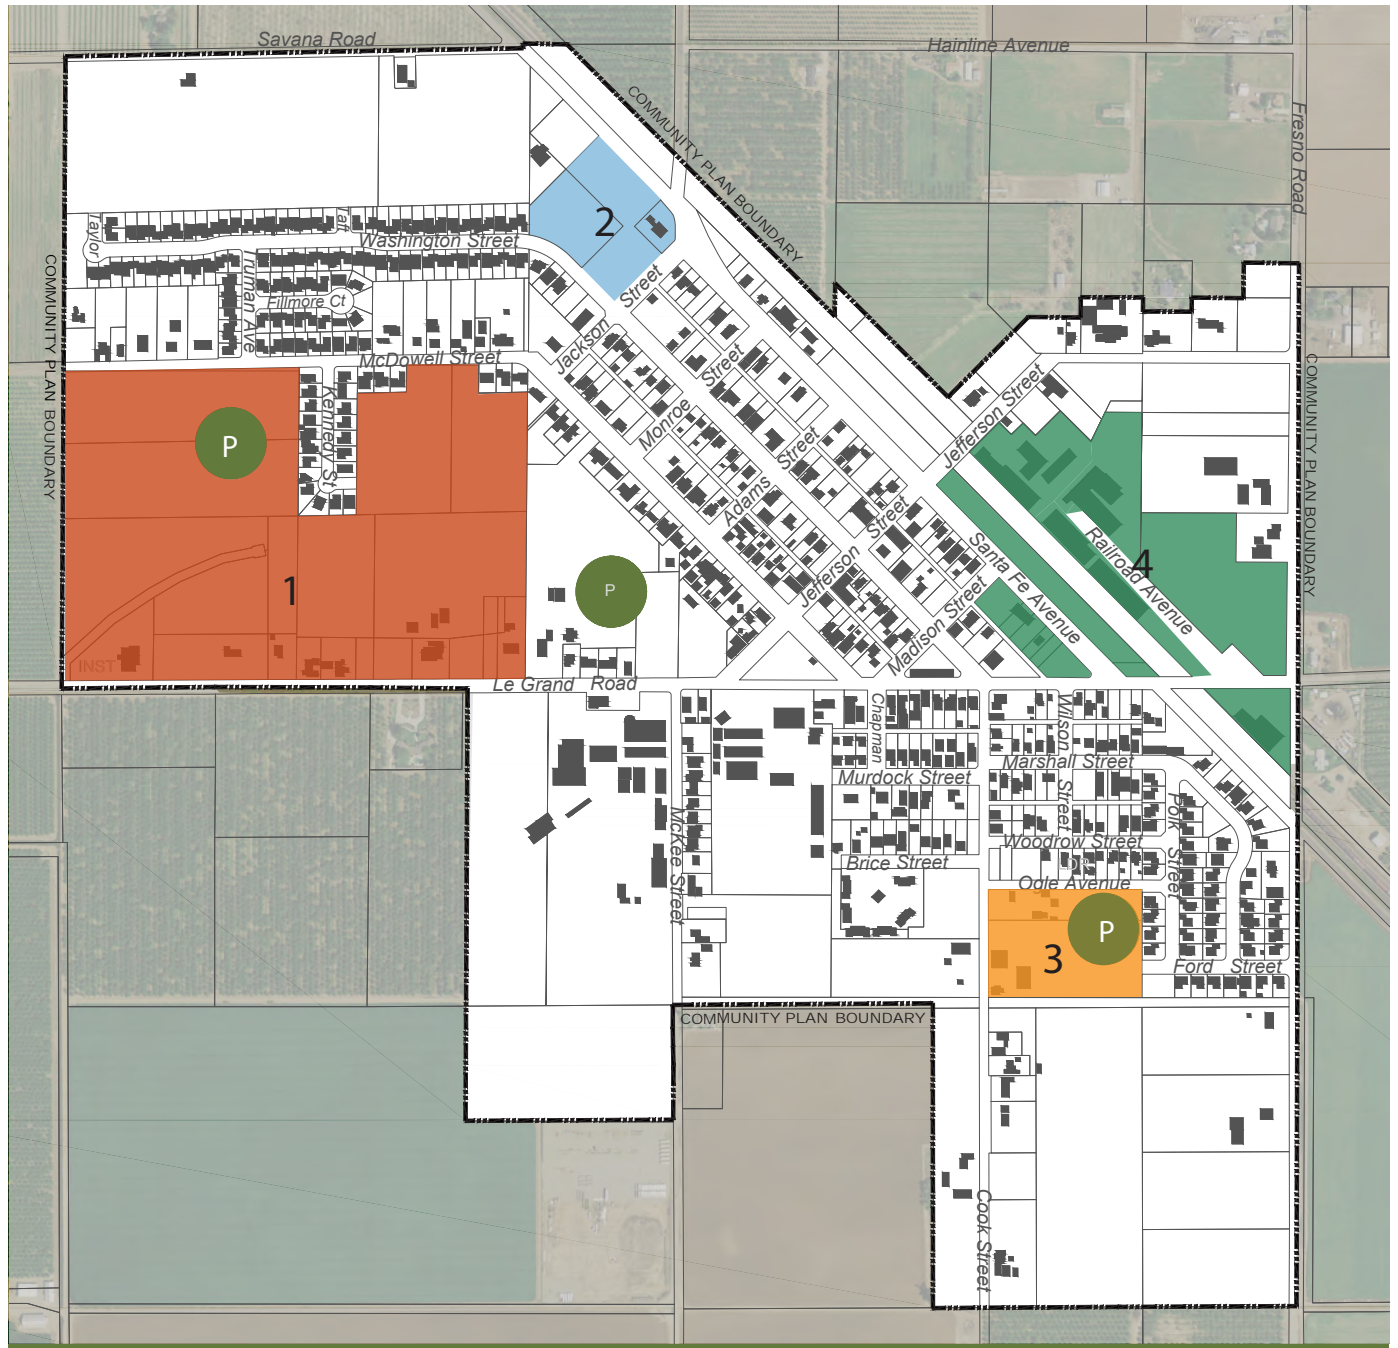 Savana Road
Hainline Avenue
COMMUNITY PLAN BOUNDARY
Fresno Road
Taylor
Taft
2
Washington Street
COMMUNITY PLAN BOUNDARY
Truman Ave
Fillmore Ct
Street
Jackson
McDowell Street
Street
Jefferson Street
COMMUNITY PLAN BOUNDARY
Kennedy St
Monroe
Street
P
Adams
Street
Santa Fe Avenue
Railroad Avenue
4
1
P
Jefferson
Madison Street
INST
Le Grand Road
Chapman
Wilson
Street
Marshall Street
Murdock Street
McKee Street
Polk Street
Woodrow Street
Brice Street
LDR
Ogle Avenue
P
3
Ford Street
COMMUNITY PLAN BOUNDARY
Cook Street